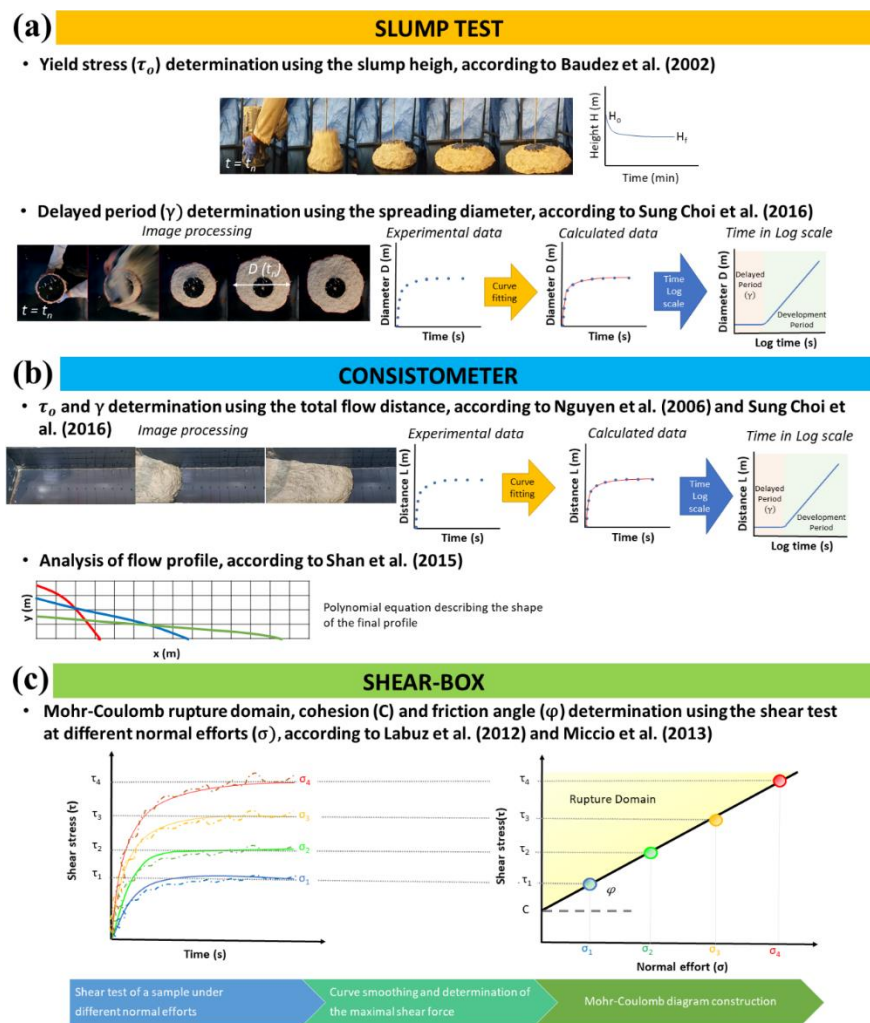 (a)
SLUMP TEST
• Yield stress (τₒ) determination using the slump heigh, according to Baudez et al. (2002)
t = tₙ
Height H (m)
Hₒ
H_f
Time (min)
• Delayed period (γ) determination using the spreading diameter, according to Sung Choi et al. (2016)
Image processing
Experimental data
Calculated data
Time in Log scale
t = tₙ
D (tₙ)
Diameter D (m)
Time (s)
Curve
fitting
Diameter D (m)
Time (s)
Time
Log
scale
Diameter D (m)
Delayed
Period
(γ)
Development
Period
Log time (s)
(b)
CONSISTOMETER
• τₒ and γ determination using the total flow distance, according to Nguyen et al. (2006) and Sung Choi et
al. (2016)
Image processing
Experimental data
Calculated data
Time in Log scale
Distance L (m)
Time (s)
Curve
fitting
Distance L (m)
Time (s)
Time
Log
scale
Distance L (m)
Delayed
Period
(γ)
Development
Period
Log time (s)
• Analysis of flow profile, according to Shan et al. (2015)
y (m)
x (m)
Polynomial equation describing the shape
of the final profile
(c)
SHEAR-BOX
• Mohr-Coulomb rupture domain, cohesion (C) and friction angle (φ) determination using the shear test
at different normal efforts (σ), according to Labuz et al. (2012) and Miccio et al. (2013)
Shear stress (τ)
τ₄
τ₃
τ₂
τ₁
σ₄
σ₃
σ₂
σ₁
Time (s)
Shear stress(τ)
τ₄
τ₃
τ₂
τ₁
C
Rupture Domain
φ
σ₁
σ₂
σ₃
σ₄
Normal effort (σ)
Shear test of a sample under
different normal efforts
Curve smoothing and determination of
the maximal shear force
Mohr-Coulomb diagram construction